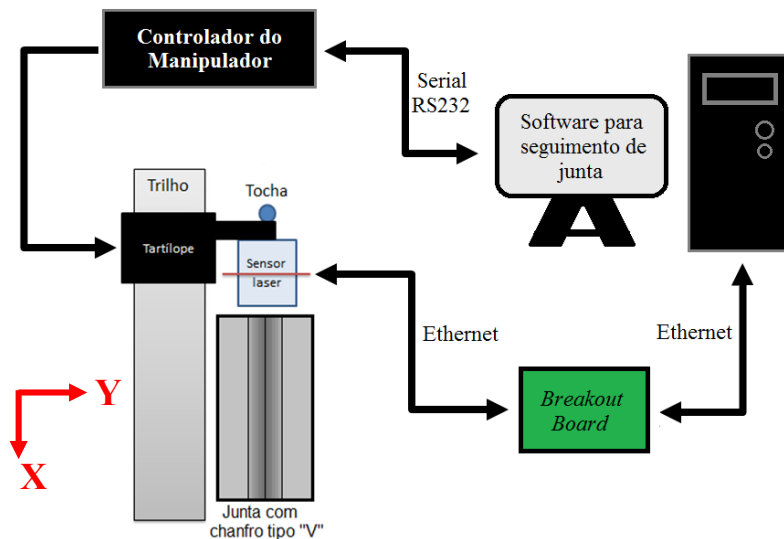 Controlador do
Manipulador
Serial
RS232
Software para
seguimento de
junta
Trilho
Tocha
Tartílope
Sensor
laser
Ethernet
Ethernet
Breakout
Board
Y
X
Junta com
chanfro tipo "V"